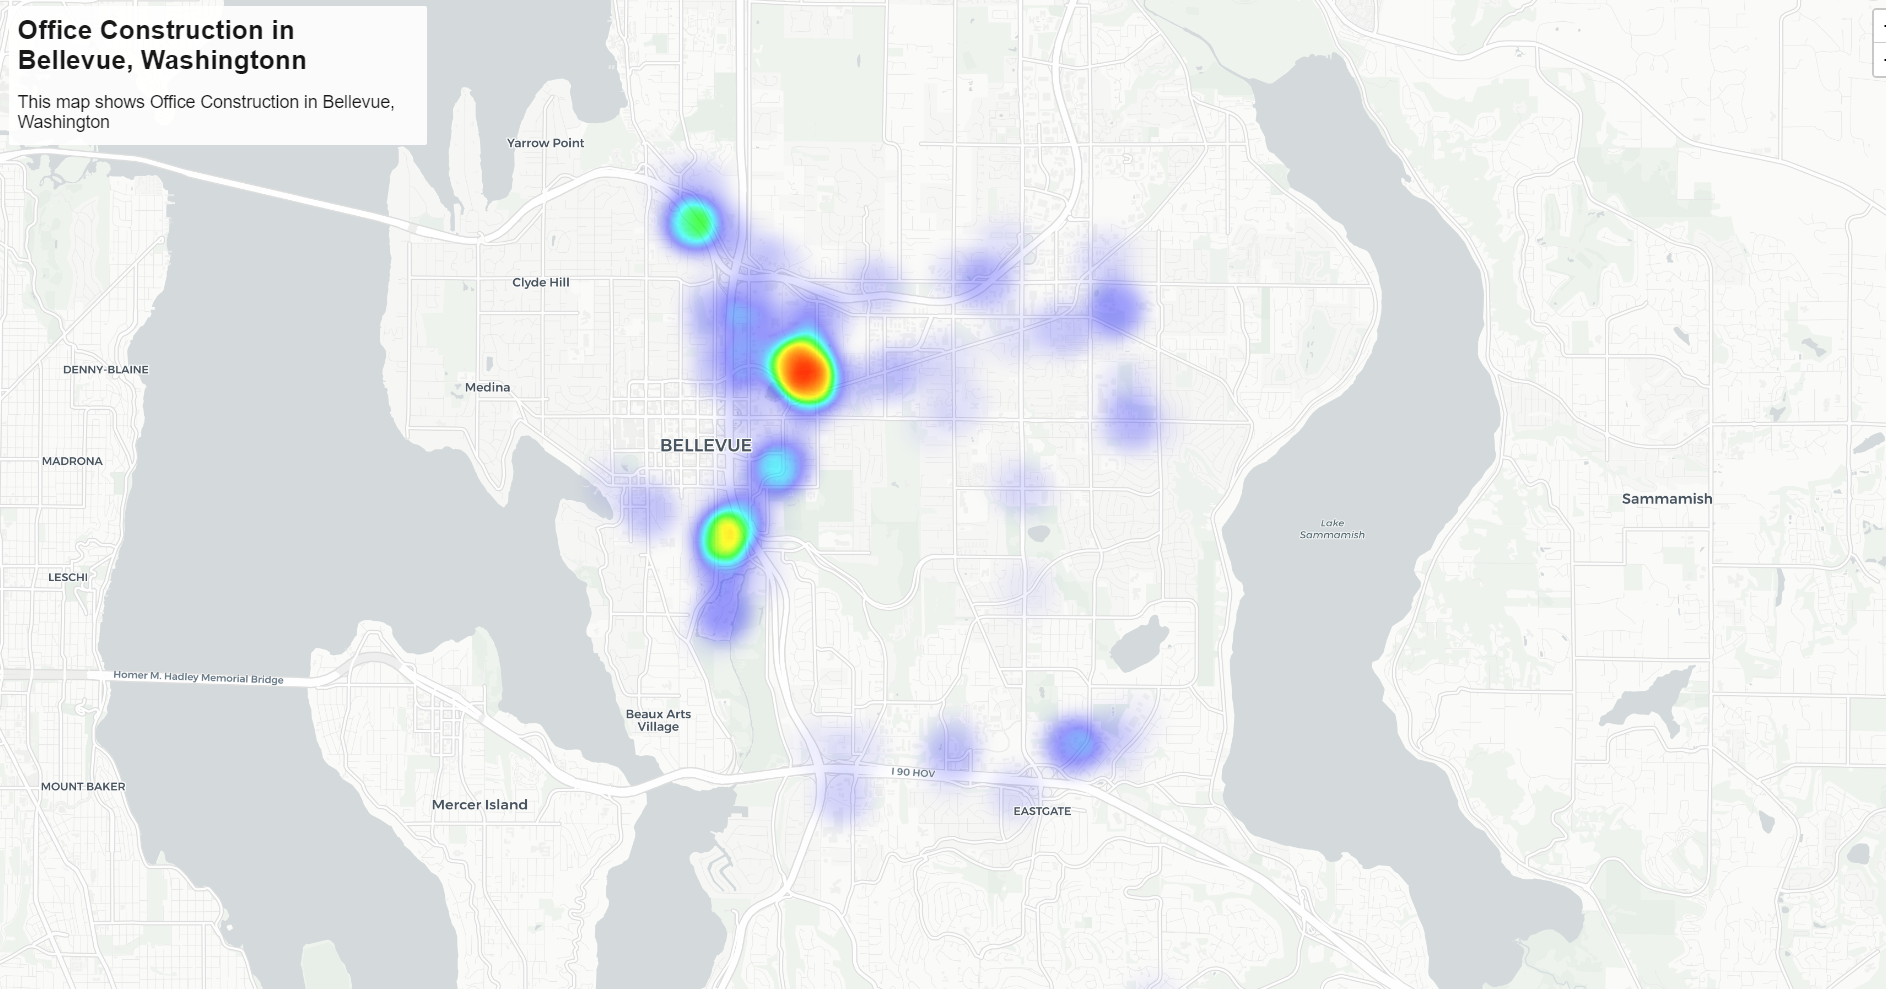 Office Construction in
Bellevue, Washingtonn
This map shows Office Construction in Bellevue,
Washington
Yarrow Point
Clyde Hill
DENNY-BLAINE
Medina
BELLEVUE
MADRONA
Sammamish
Lake
Sammamish
LESCHI
Homer M. Hadley Memorial Bridge
Beaux Arts
Village
I 90 HOV
MOUNT BAKER
Mercer Island
EASTGATE